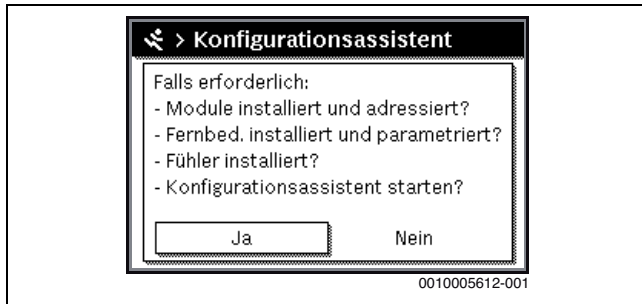 > Konfigurationsassistent
Falls erforderlich:
- Module installiert und adressiert?
- Fernbed. installiert und parametriert?
- Fühler installiert?
- Konfigurationsassistent starten?
Ja Nein
0010005612-001